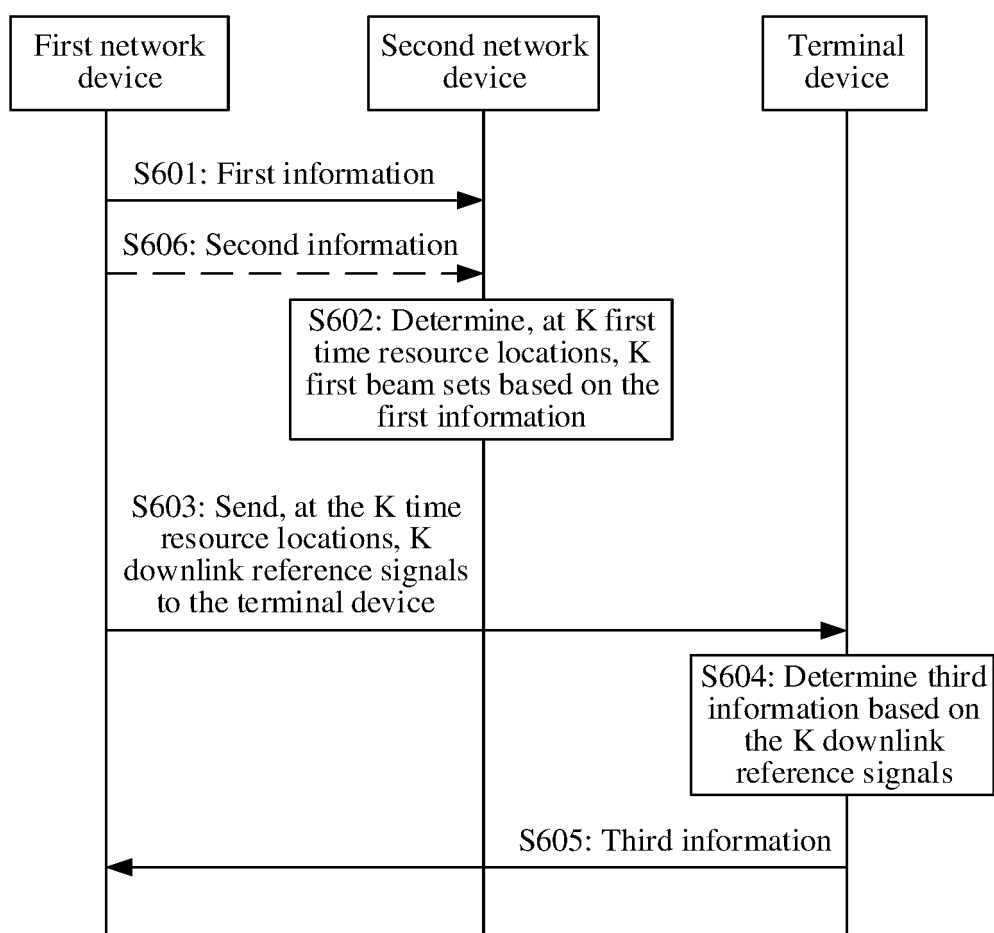 First network
device
Second network
device
Terminal
device
S601: First information
S606: Second information
S602: Determine, at K first
time resource locations, K
first beam sets based on the
first information
S603: Send, at the K time
resource locations, K
downlink reference signals
to the terminal device
S604: Determine third
information based on
the K downlink
reference signals
S605: Third information